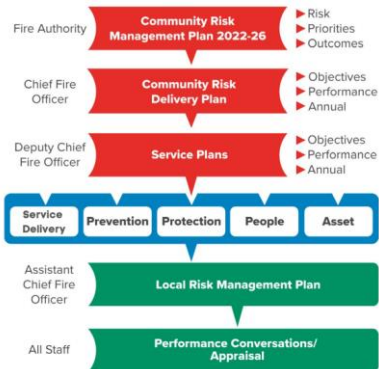 Fire Authority
Community Risk
Management Plan 2022-26
Risk
Priorities
Outcomes
Chief Fire
Officer
Community Risk
Delivery Plan
Objectives
Performance
Annual
Deputy Chief
Fire Officer
Service Plans
Objectives
Performance
Annual
Service
Delivery
Prevention
Protection
People
Asset
Assistant
Chief Fire
Officer
Local Risk Management Plan
All Staff
Performance Conversations/
Appraisal